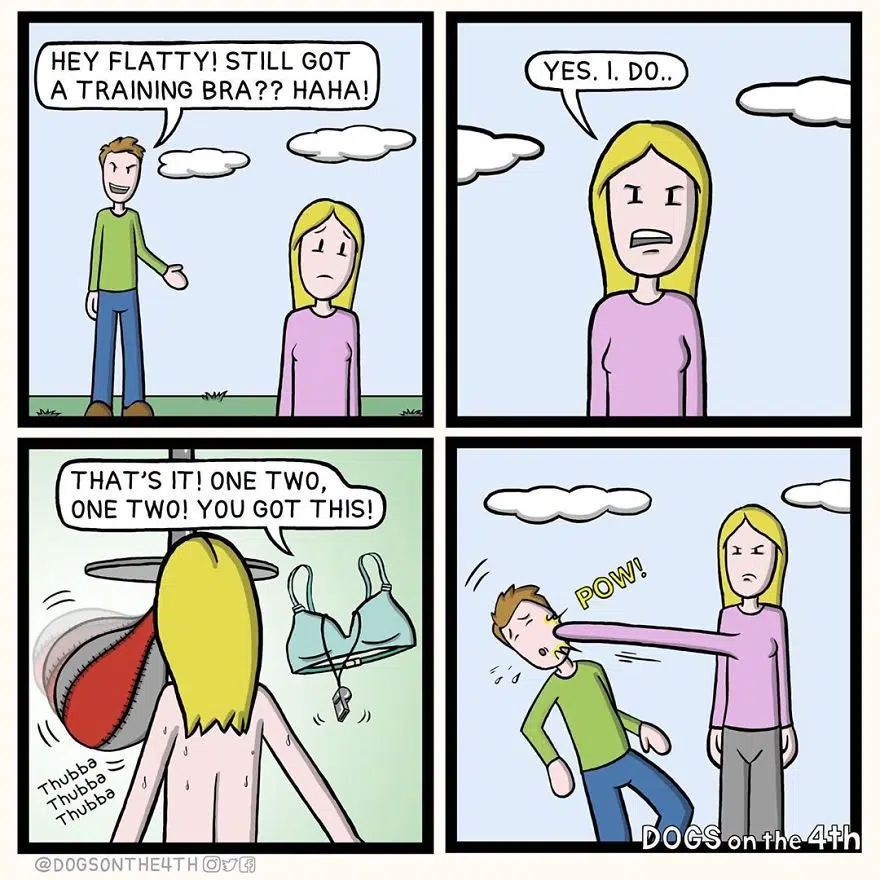 HEY FLATTY! STILL GOT
A TRAINING BRA?? HAHA!
YES. I. DO..
THAT'S IT! ONE TWO,
ONE TWO! YOU GOT THIS!
Thubba
Thubba
Thubba
POW!
DOGS on the 4th
@DOGSONTHE4TH